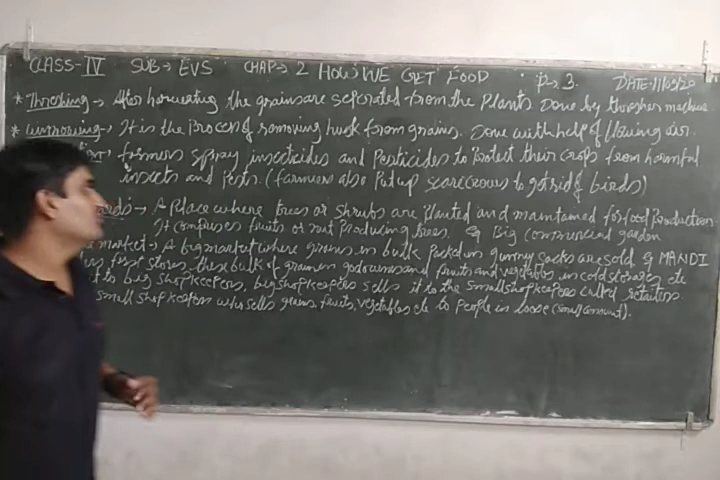 CLASS-IV SUB→ EVS CHAP→ 2 HOW WE GET FOOD P→ 3. DATE-11/05/20
* Threshing → After harvesting the grains are seperated from the Plants. Done by thresher machine
* winnowing → It is the Process of removing husk from grains. Done with help of blowing air.
→ farmers spray insecticides and Pesticides to Protect their crops from harmful
insects and Pests. (farmers also Put up scarecrows to get rid of birds)
→ A Place where trees or shrubs are Planted and maintained for food Production
It comprises fruits or nut Producing trees. eg Big commercial garden
market → A big market where grains in bulk Packed in gunny sacks are sold eg MANDI
first stores these bulk of grains in godowns and fruits and vegetables in cold storages etc
it to big shopkeepers, big shopkeepers sells it to the small shopkeepers called retailers.
small shopkeepers who sells grains, fruits, vegetables etc to People in loose (small amount).